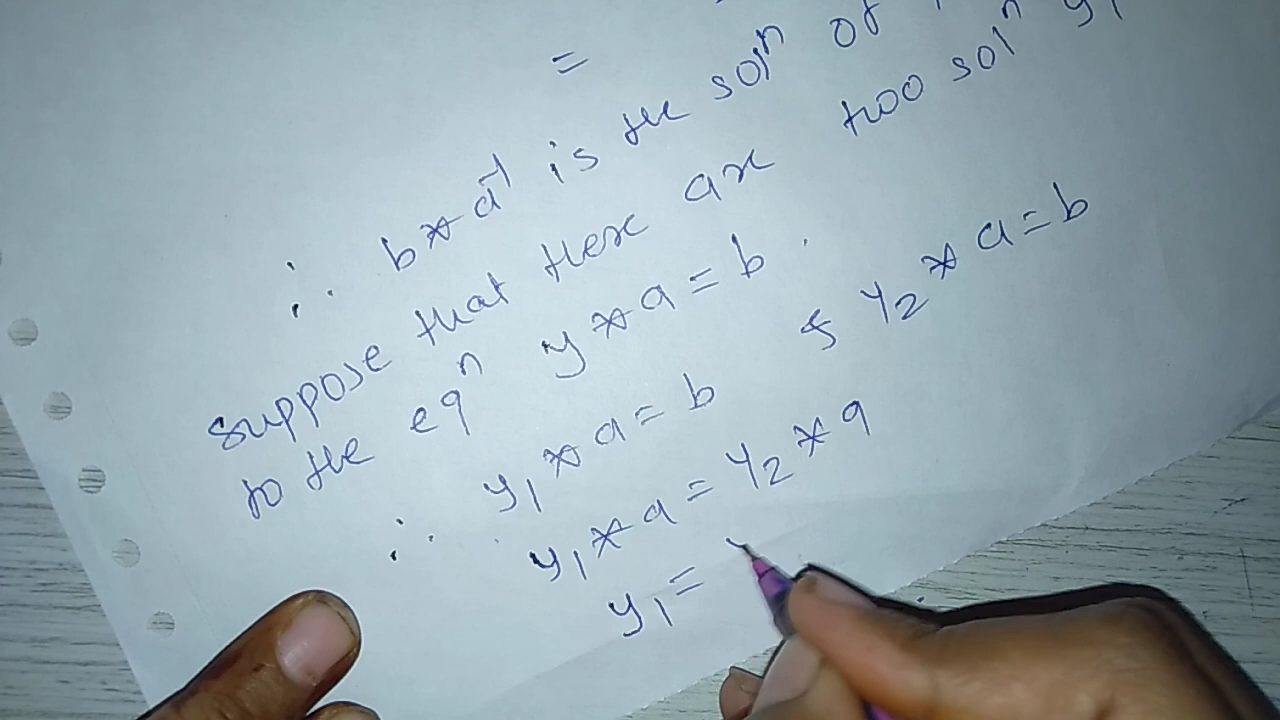 =
∴ b * a⁻¹ is the solⁿ of
suppose that there are two solⁿ y₁
to the eqⁿ y * a = b.
∴ y₁ * a = b & y₂ * a = b
y₁ * a = y₂ * a
y₁ =